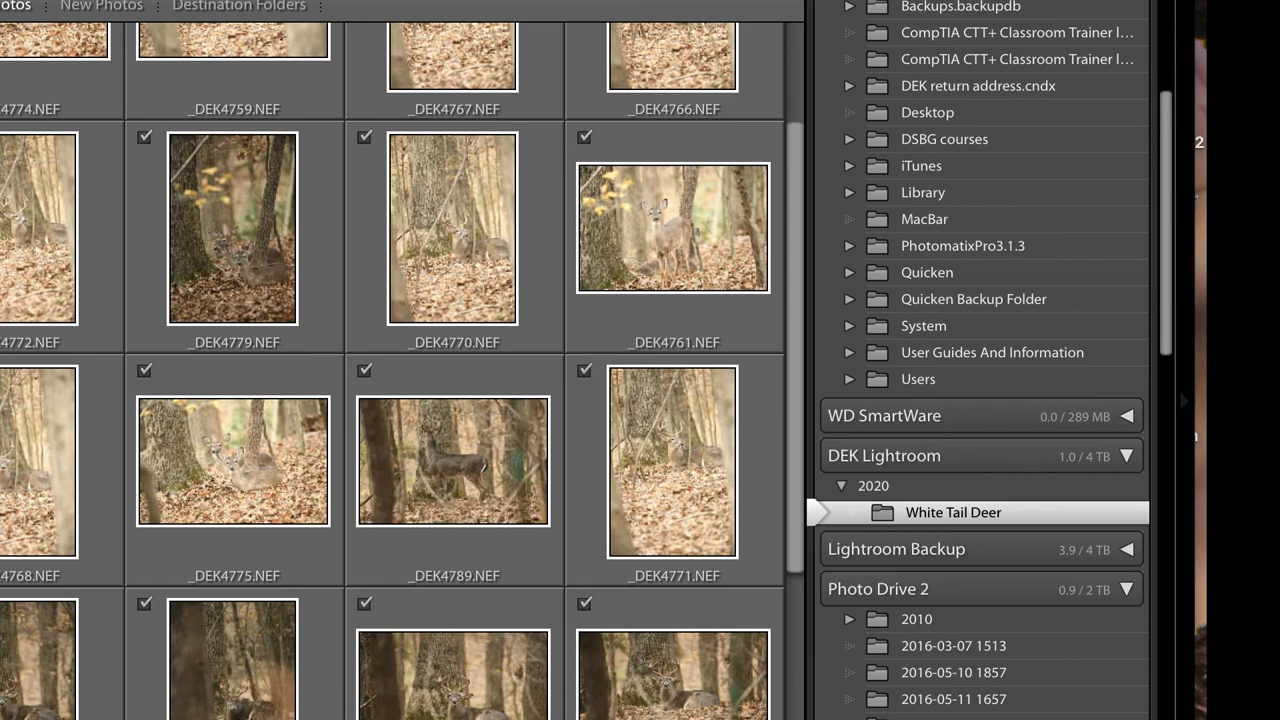 otos : New Photos : Destination Folders :
4774.NEF
_DEK4759.NEF
_DEK4767.NEF
_DEK4766.NEF
4772.NEF
_DEK4779.NEF
_DEK4770.NEF
_DEK4761.NEF
4768.NEF
_DEK4775.NEF
_DEK4789.NEF
_DEK4771.NEF
Backups.backupdb
CompTIA CTT+ Classroom Trainer l...
CompTIA CTT+ Classroom Trainer l...
DEK return address.cndx
Desktop
DSBG courses
iTunes
Library
MacBar
PhotomatixPro3.1.3
Quicken
Quicken Backup Folder
System
User Guides And Information
Users
WD SmartWare 0.0 / 289 MB
DEK Lightroom 1.0 / 4 TB
2020
White Tail Deer
Lightroom Backup 3.9 / 4 TB
Photo Drive 2 0.9 / 2 TB
2010
2016-03-07 1513
2016-05-10 1857
2016-05-11 1657
2